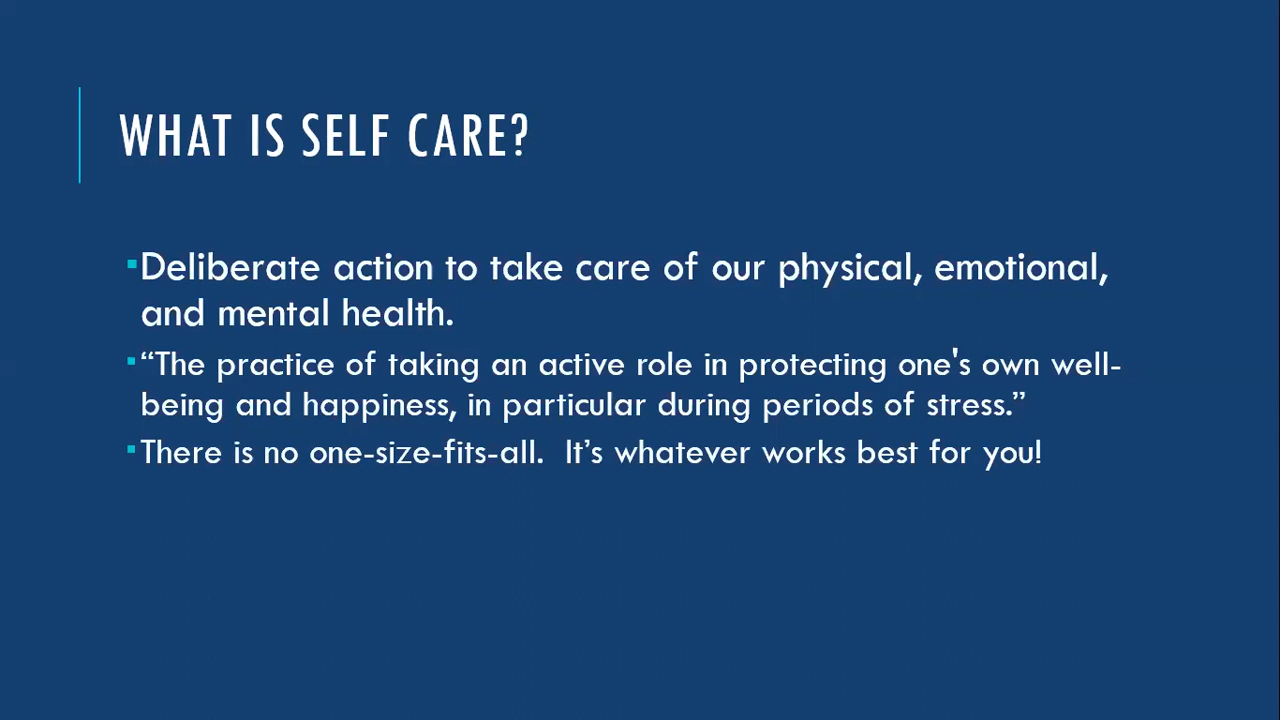 WHAT IS SELF CARE?
▪Deliberate action to take care of our physical, emotional,
and mental health.
▪“The practice of taking an active role in protecting one's own well-
being and happiness, in particular during periods of stress.”
▪There is no one-size-fits-all.  It’s whatever works best for you!